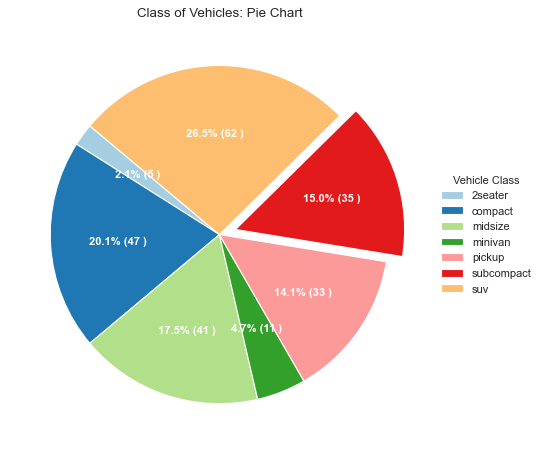 Class of Vehicles: Pie Chart
26.5% (62 )
2.1% (5 )
15.0% (35 )
20.1% (47 )
14.1% (33 )
17.5% (41 )
4.7% (11 )
Vehicle Class
2seater
compact
midsize
minivan
pickup
subcompact
suv